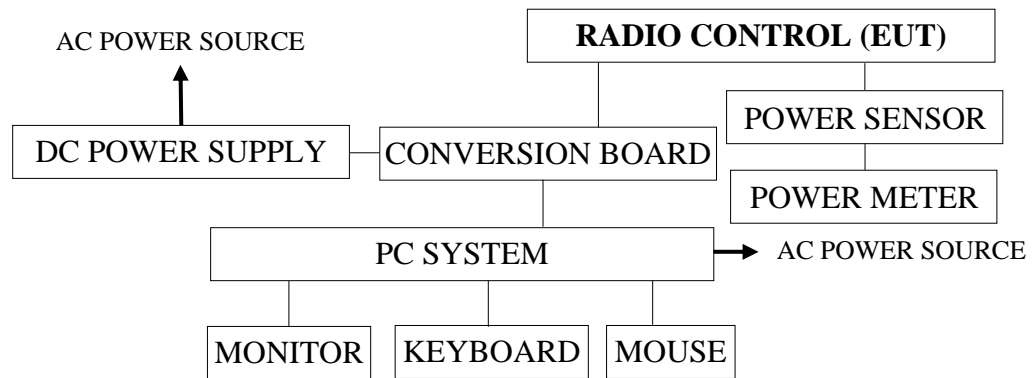 RADIO CONTROL (EUT)
AC POWER SOURCE
POWER SENSOR
DC POWER SUPPLY
CONVERSION BOARD
POWER METER
PC SYSTEM
AC POWER SOURCE
MONITOR
KEYBOARD
MOUSE